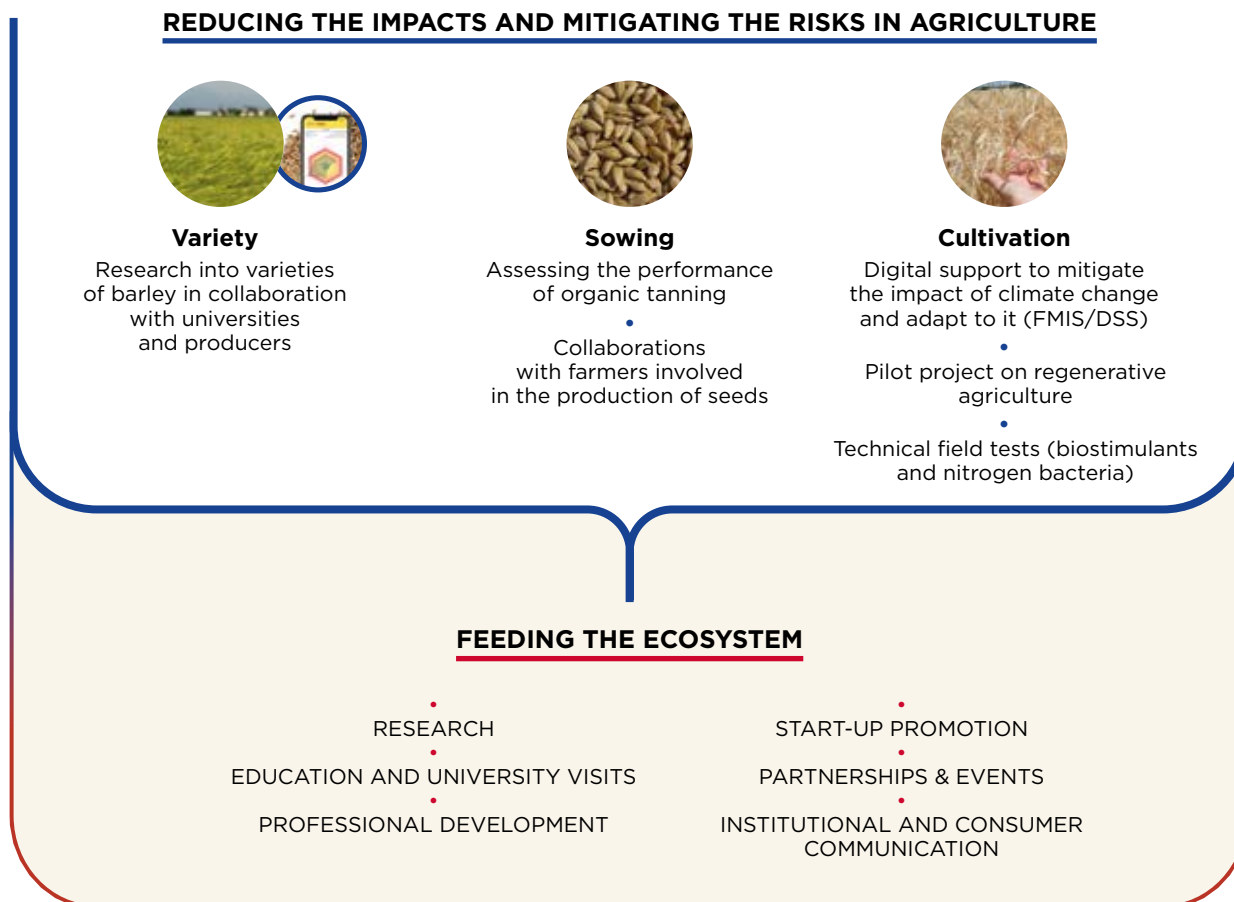 REDUCING THE IMPACTS AND MITIGATING THE RISKS IN AGRICULTURE
Variety
Research into varieties
of barley in collaboration
with universities
and producers
Sowing
Assessing the performance
of organic tanning
•
Collaborations
with farmers involved
in the production of seeds
Cultivation
Digital support to mitigate
the impact of climate change
and adapt to it (FMIS/DSS)
•
Pilot project on regenerative
agriculture
•
Technical field tests (biostimulants
and nitrogen bacteria)
FEEDING THE ECOSYSTEM
•
RESEARCH
•
EDUCATION AND UNIVERSITY VISITS
•
PROFESSIONAL DEVELOPMENT
•
START-UP PROMOTION
•
PARTNERSHIPS & EVENTS
•
INSTITUTIONAL AND CONSUMER
COMMUNICATION